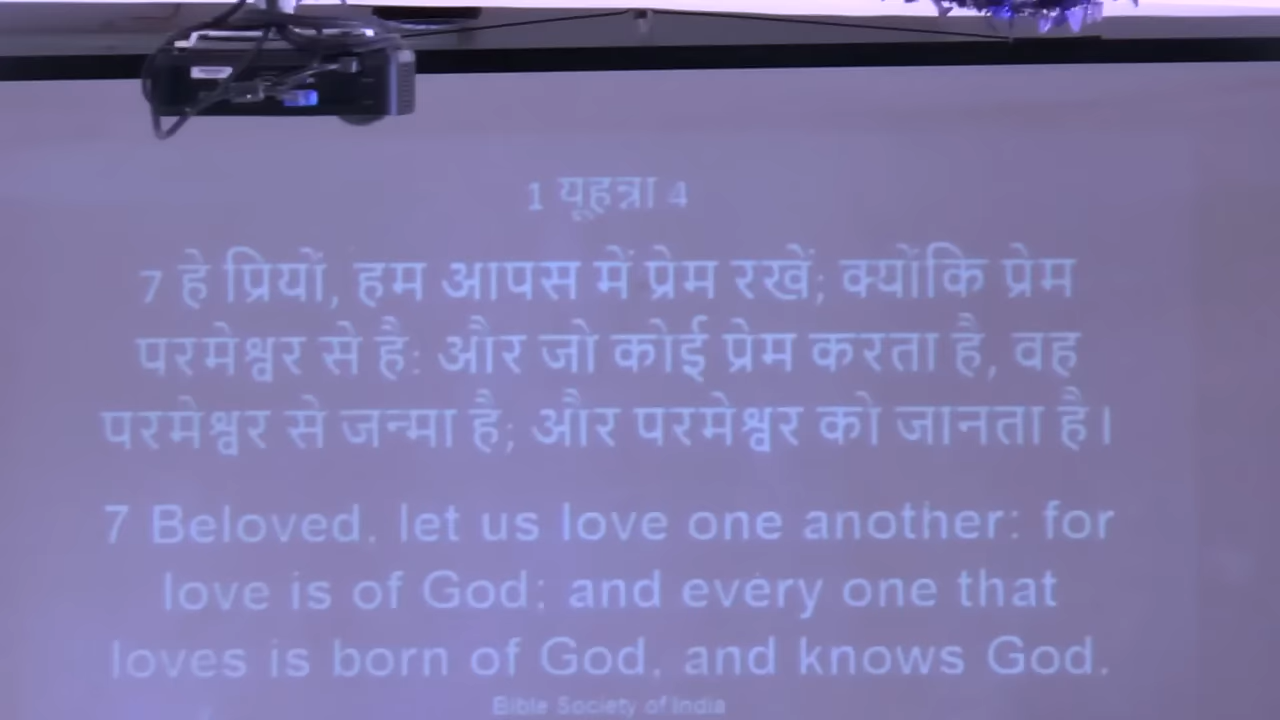 1 यूहन्ना 4
7 हे प्रियों, हम आपस में प्रेम रखें; क्योंकि प्रेम
परमेश्वर से है: और जो कोई प्रेम करता है, वह
परमेश्वर से जन्मा है; और परमेश्वर को जानता है।
7 Beloved, let us love one another: for
love is of God; and every one that
loves is born of God, and knows God.
Bible Society of India